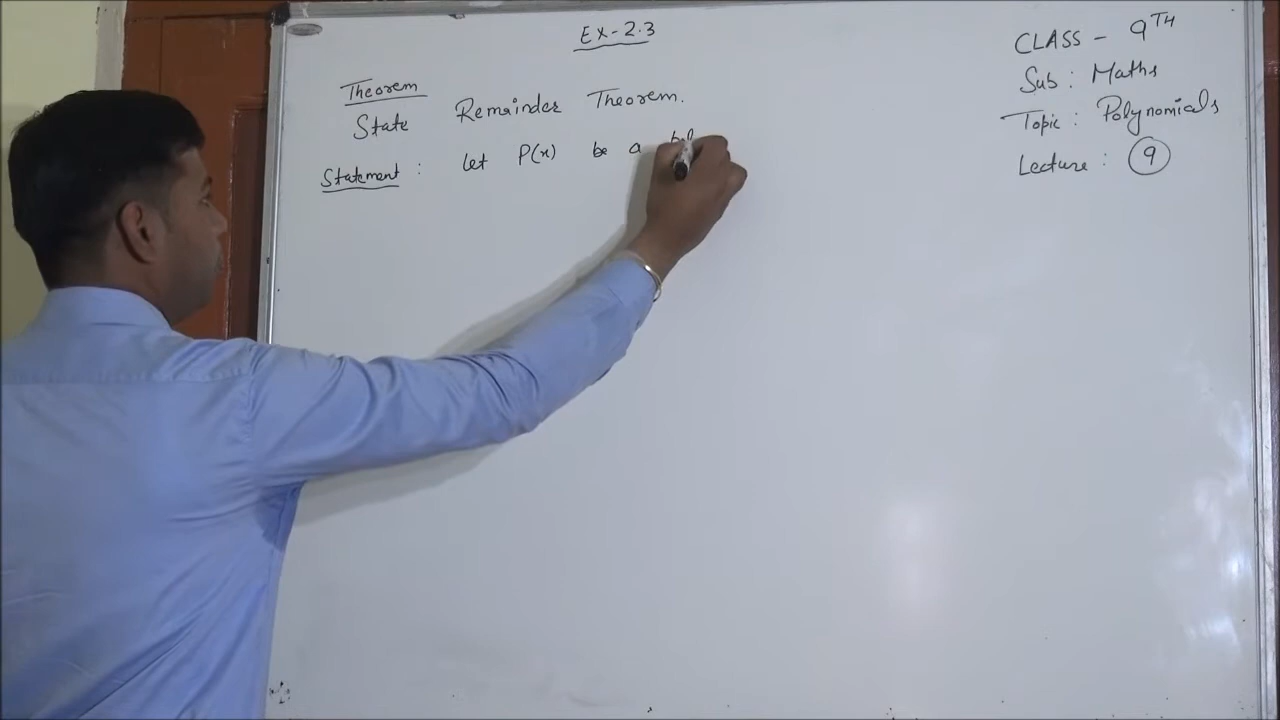 Ex-2.3
Theorem
State Remainder Theorem.
Statement : let P(x) be a
CLASS - 9TH
Sub : Maths
Topic : Polynomials
Lecture : 9